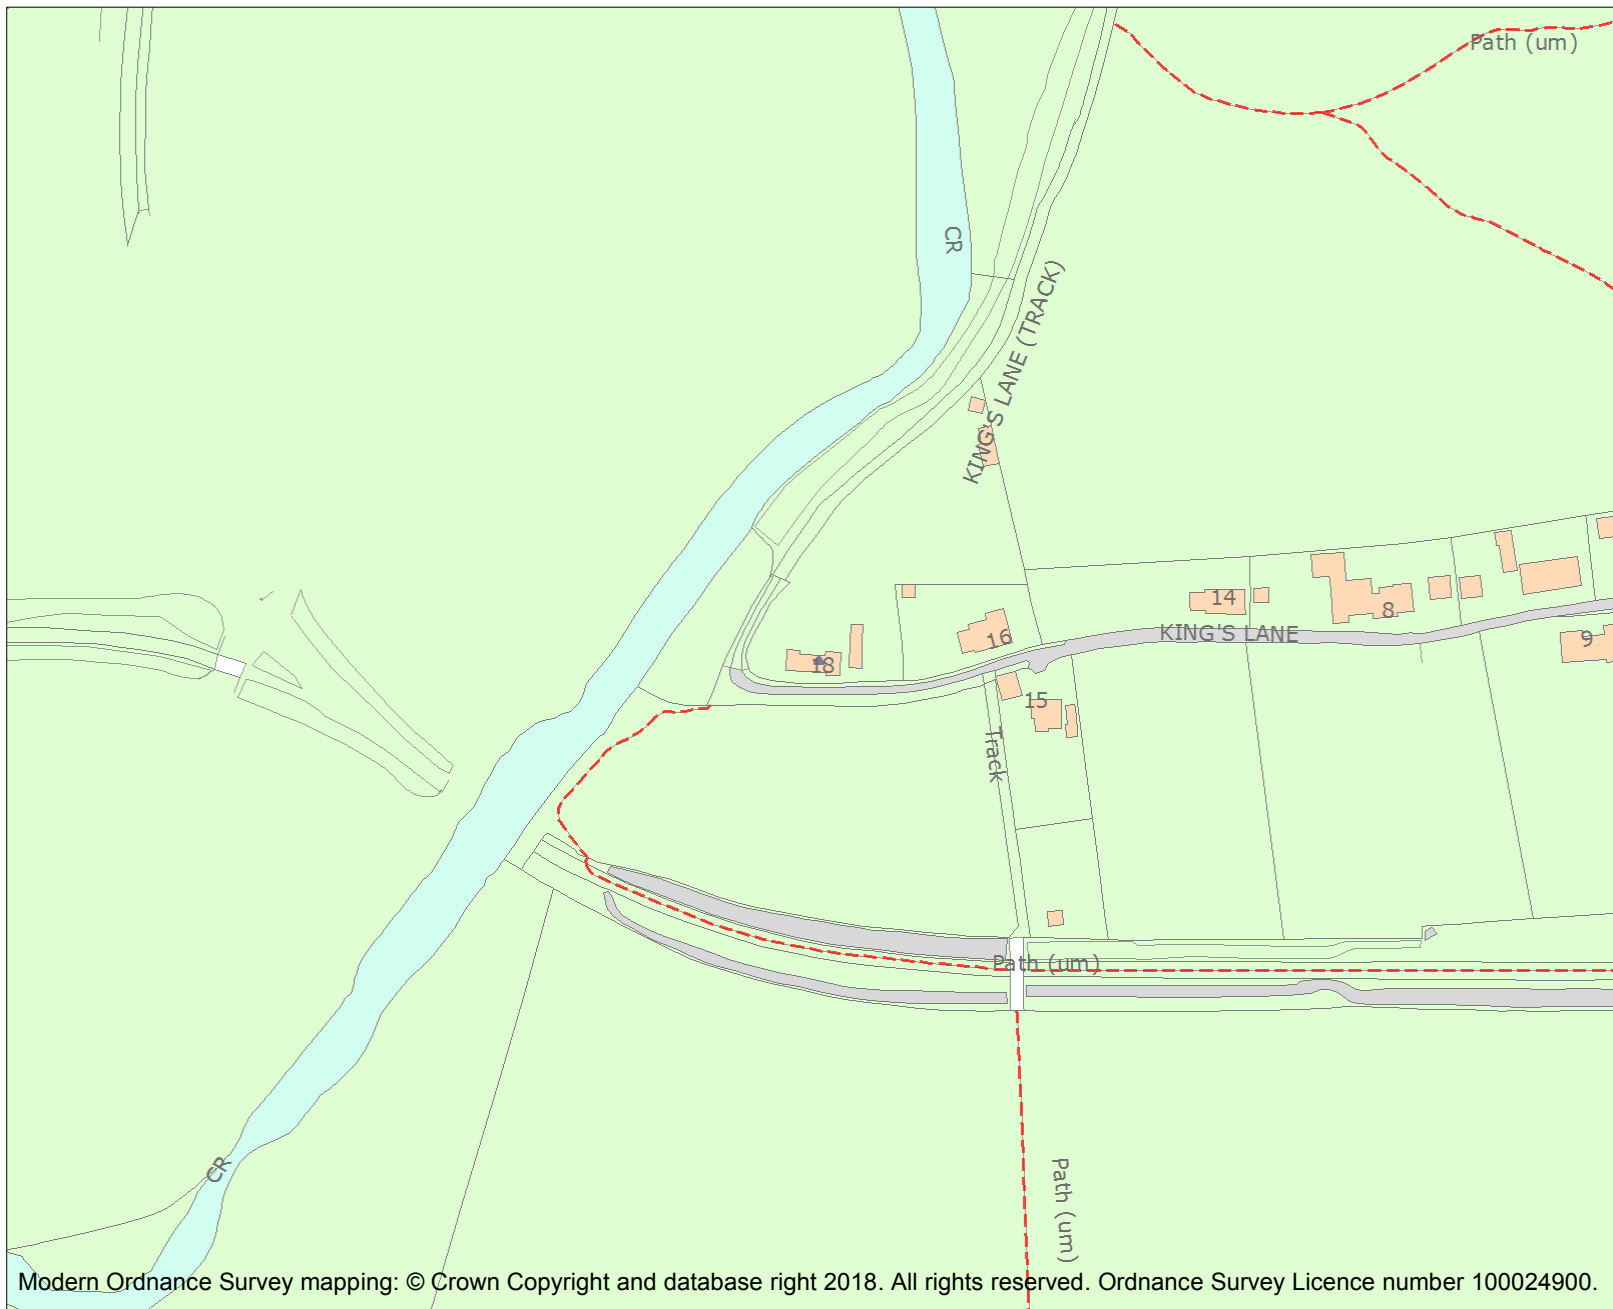 Path (um)
CR
KING'S LANE (TRACK)
14
8
KING'S LANE
16
9
18
15
Track
Path (um)
CR
Path (um)
Modern Ordnance Survey mapping: © Crown Copyright and database right 2018. All rights reserved. Ordnance Survey Licence number 100024900.